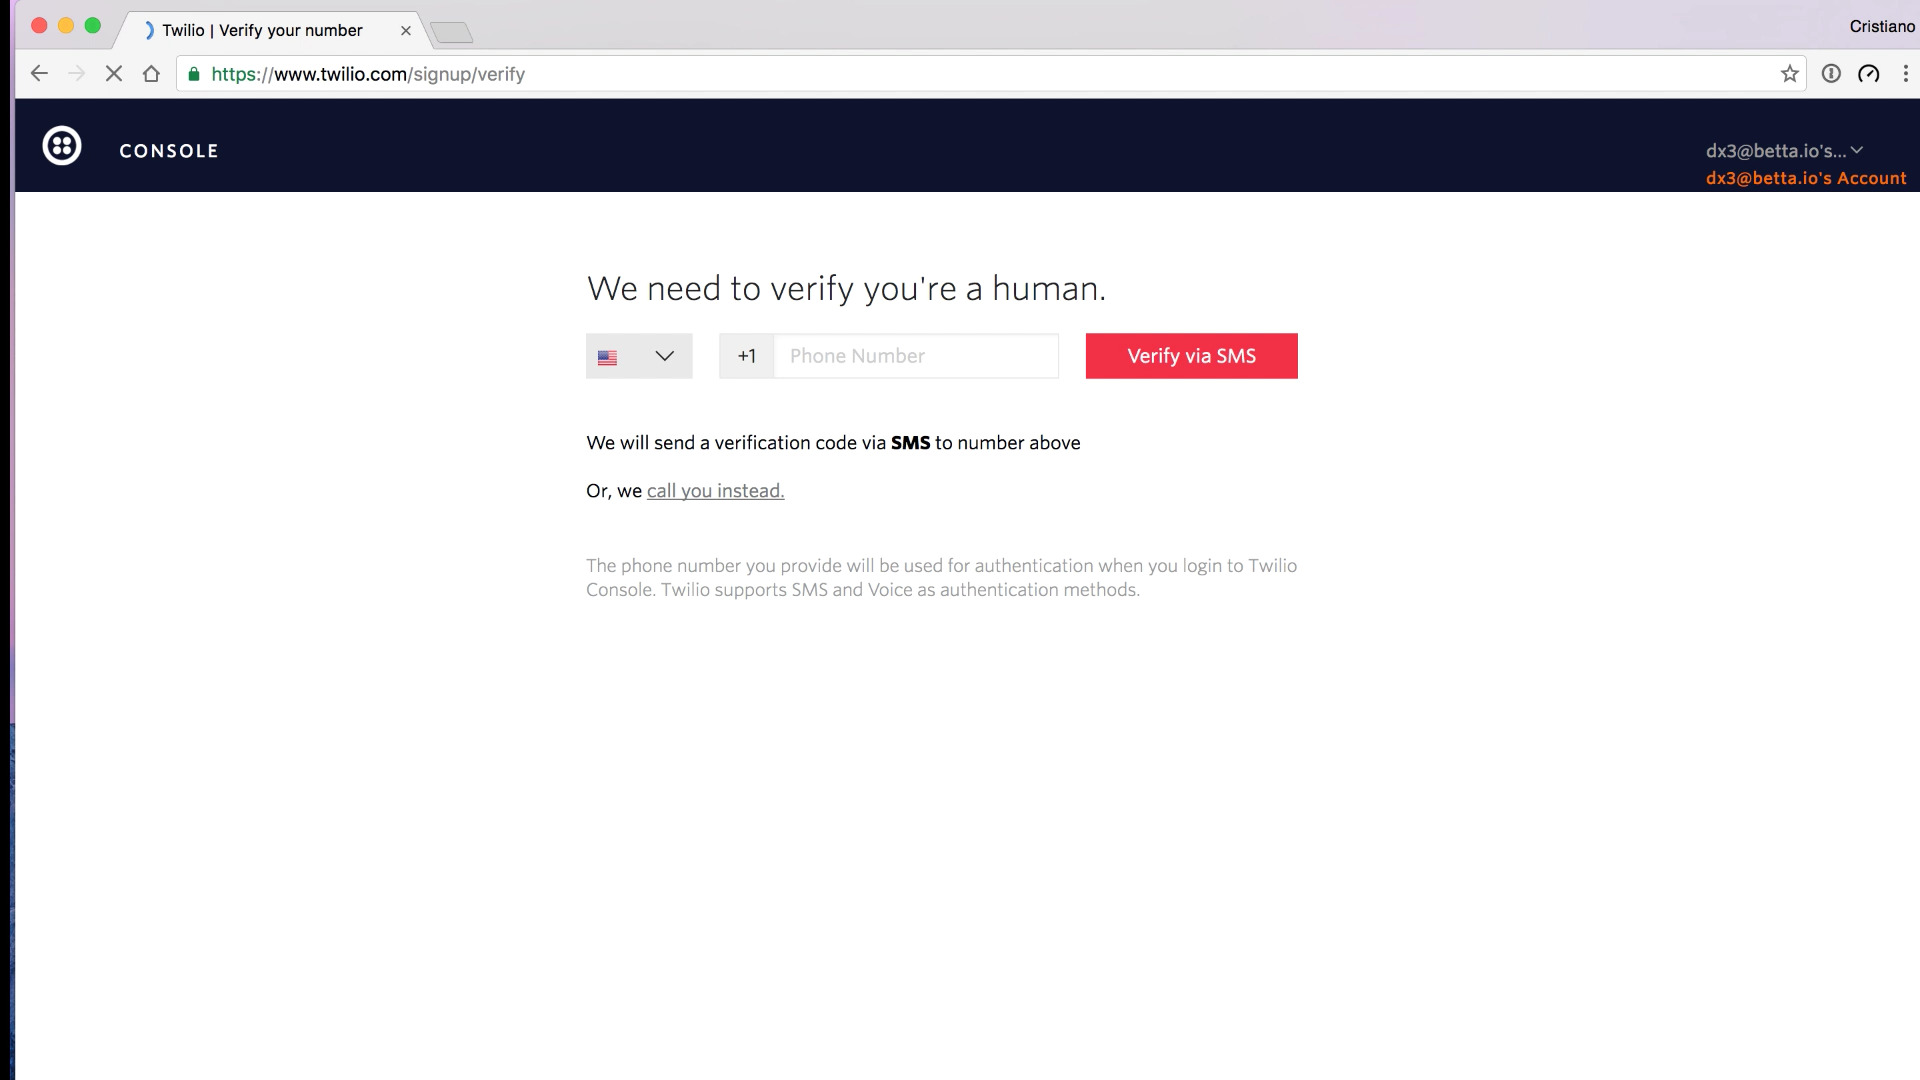 Twilio | Verify your number
Cristiano
https://www.twilio.com/signup/verify
CONSOLE
dx3@betta.io's...
dx3@betta.io's Account
We need to verify you're a human.
+1 Phone Number Verify via SMS
We will send a verification code via SMS to number above
Or, we call you instead.
The phone number you provide will be used for authentication when you login to Twilio
Console. Twilio supports SMS and Voice as authentication methods.